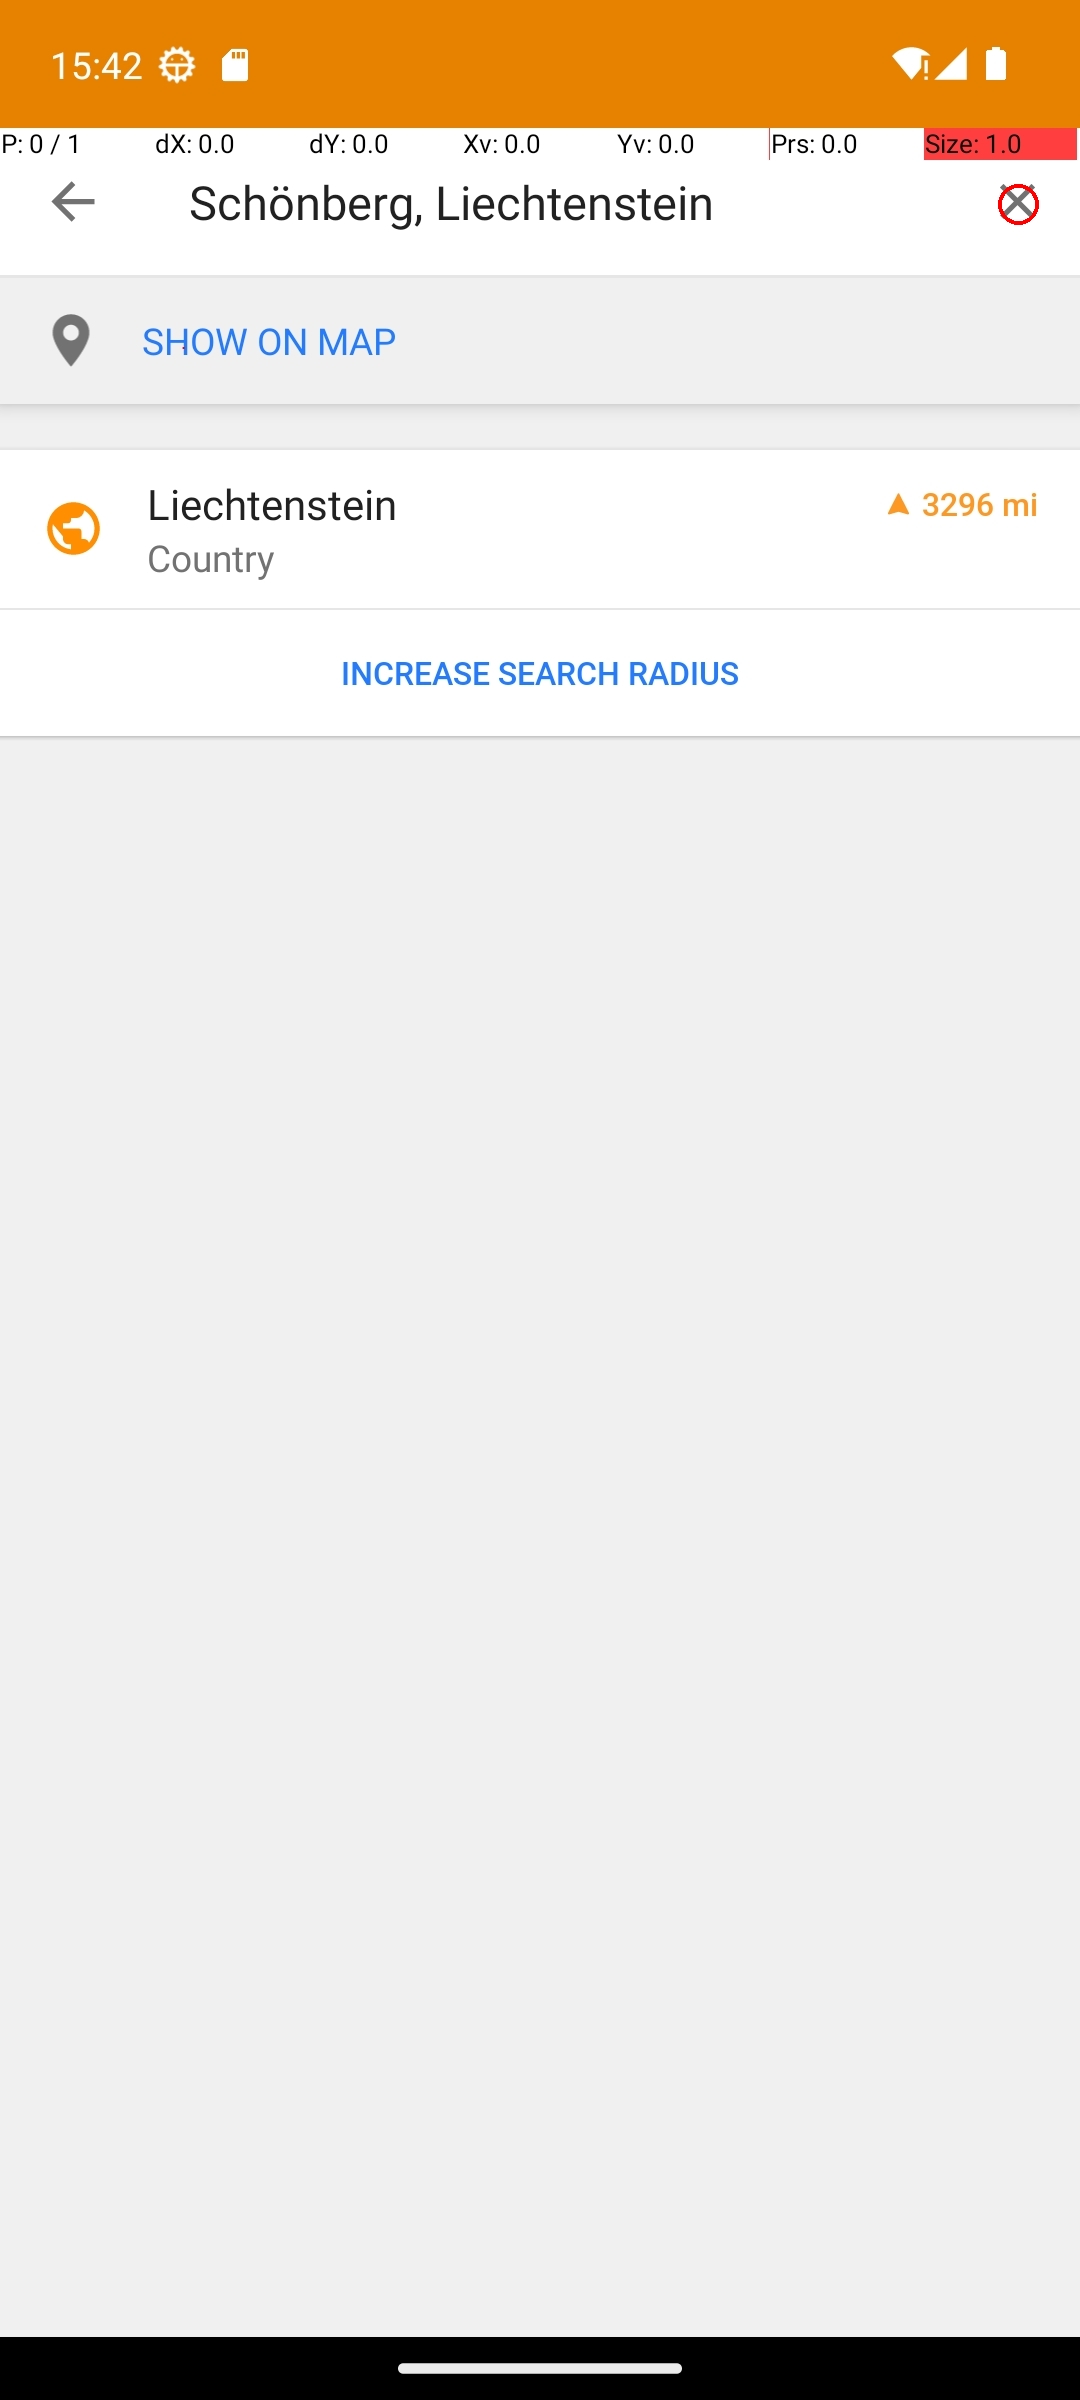 15:42
P: 0 / 1 dX: 0.0 dY: 0.0 Xv: 0.0 Yv: 0.0 Prs: 0.0 Size: 1.0
Schönberg, Liechtenstein
SHOW ON MAP
Liechtenstein 3296 mi
Country
INCREASE SEARCH RADIUS